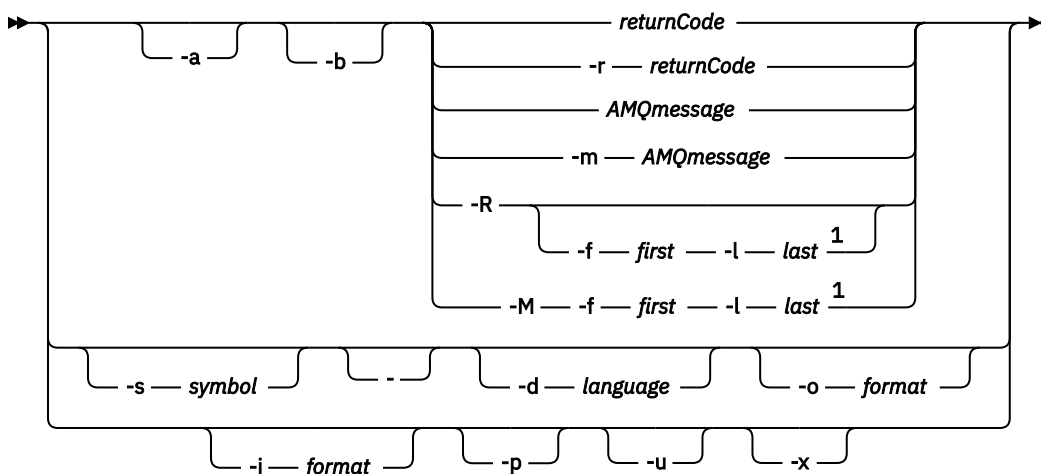 returnCode
-a -b
-r returnCode
AMQmessage
-m AMQmessage
-R
-f first -l last 1
-M -f first -l last 1
-s symbol - -d language -o format
-i format -p -u -x